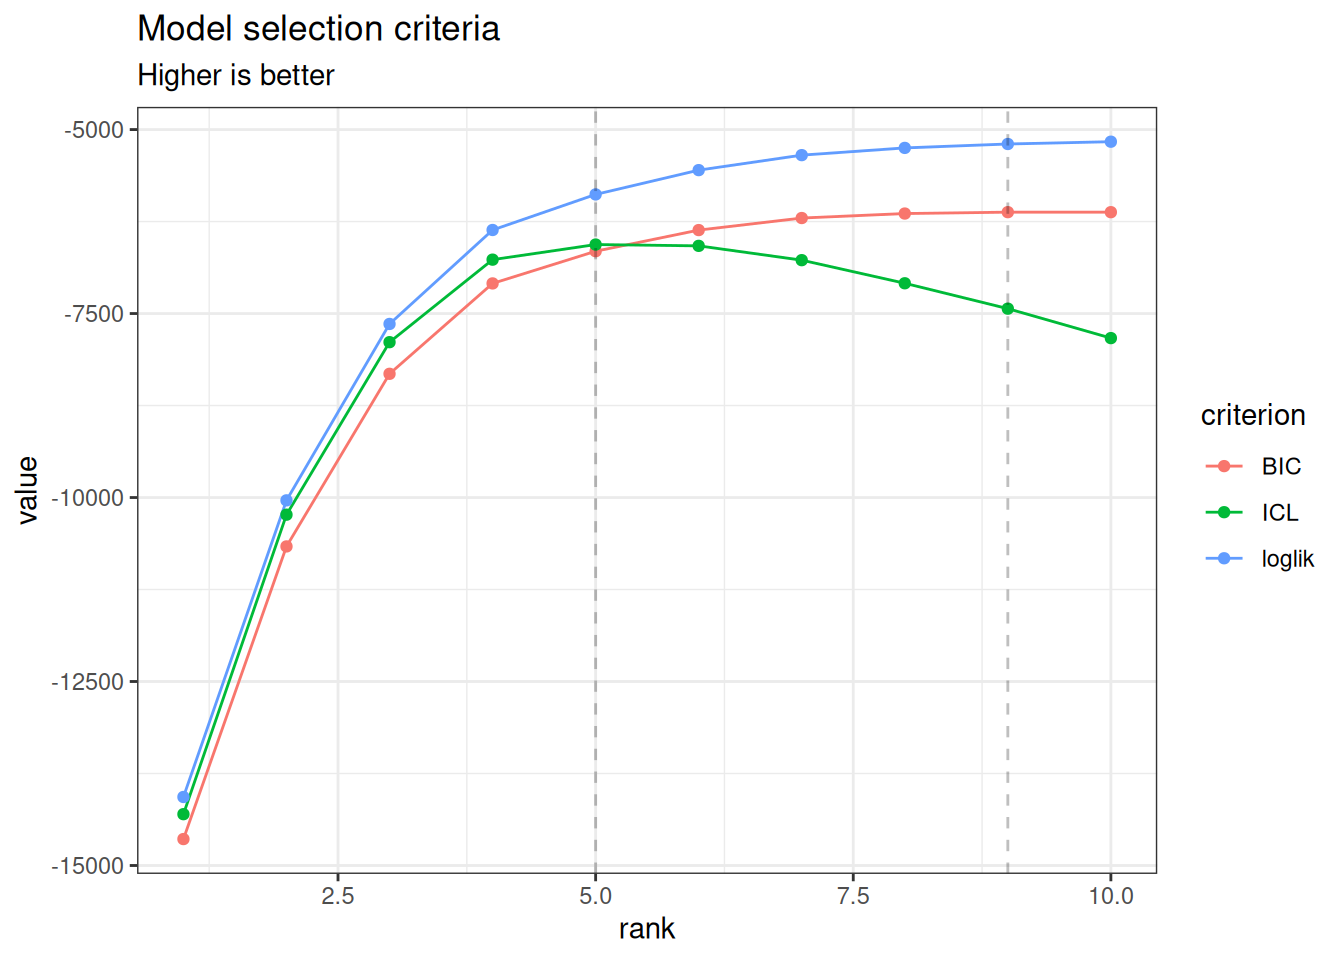 Model selection criteria
Higher is better
-5000
-7500
-10000
-12500
-15000
value
2.5
5.0
7.5
10.0
rank
criterion
BIC
ICL
loglik